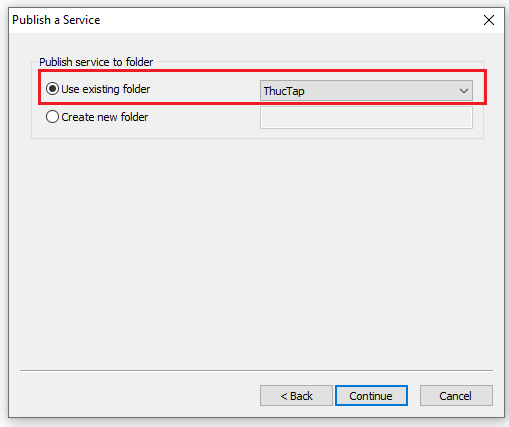 Publish a Service
Publish service to folder
Use existing folder
ThucTap
Create new folder
< Back
Continue
Cancel